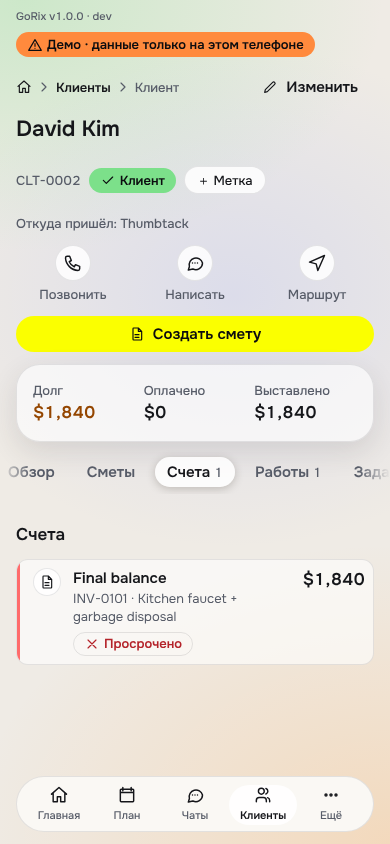 GoRix v1.0.0 · dev
Демо · данные только на этом телефоне
Клиенты
Клиент
Изменить
David Kim
CLT-0002
Клиент
+ Метка
Откуда пришёл: Thumbtack
Позвонить
Написать
Маршрут
Создать смету
Долг
Оплачено
Выставлено
$1,840
$0
$1,840
Обзор
Сметы
Счета 1
Работы 1
Зада
Счета
Final balance
$1,840
INV-0101 · Kitchen faucet +
garbage disposal
Просрочено
Главная
План
Чаты
Клиенты
Ещё